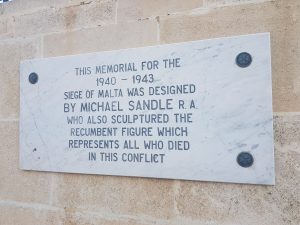 THIS MEMORIAL FOR THE
1940 - 1943
SIEGE OF MALTA WAS DESIGNED
BY MICHAEL SANDLE R.A.
WHO ALSO SCULPTURED THE
RECUMBENT FIGURE WHICH
REPRESENTS ALL WHO DIED
IN THIS CONFLICT